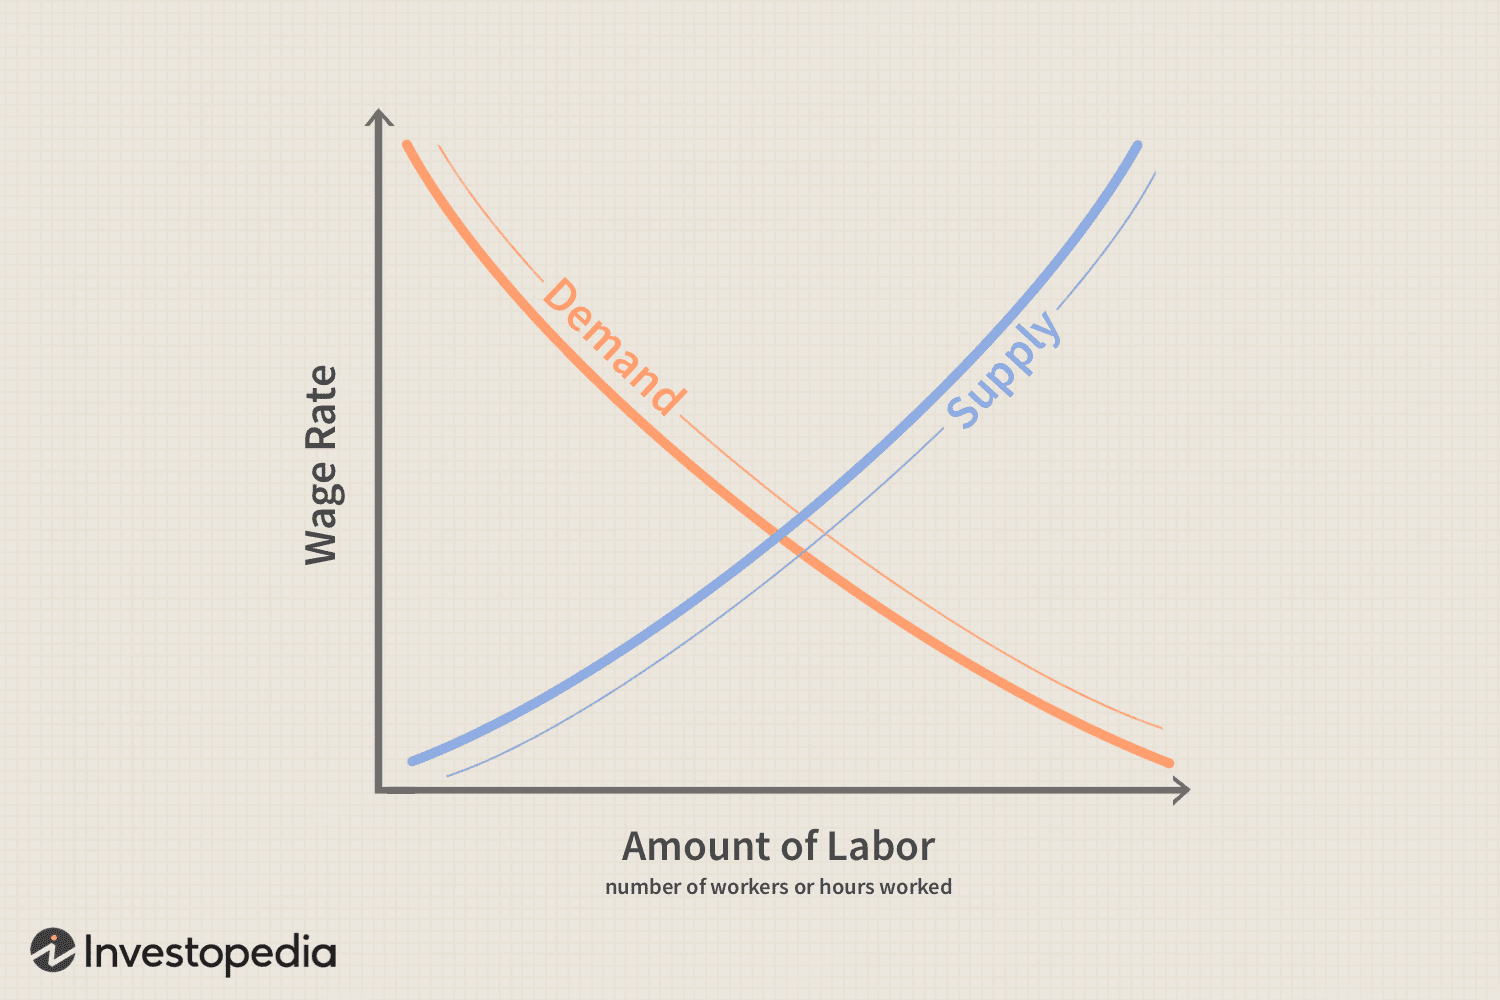 Demand
Supply
Wage Rate
Amount of Labor
number of workers or hours worked
Investopedia